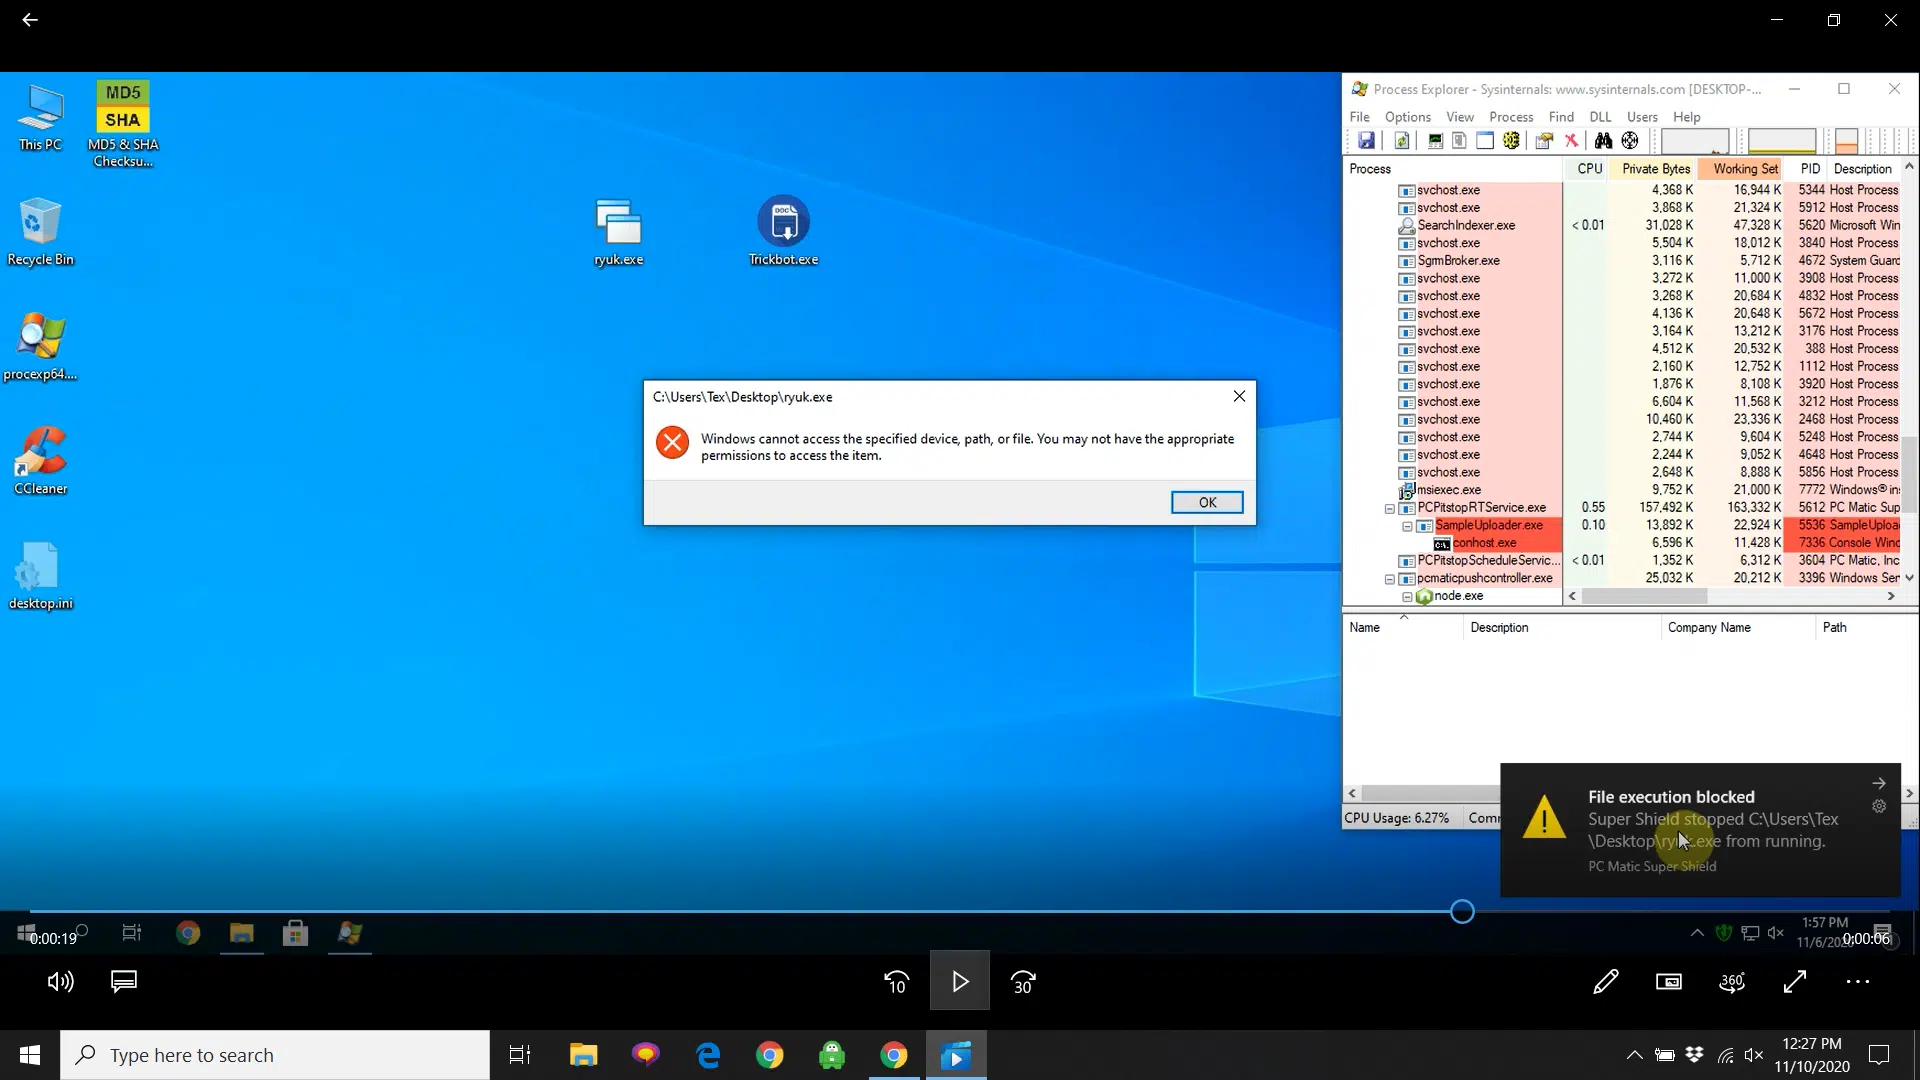 This PC
MD5
SHA
MD5 & SHA
Checksu...
Recycle Bin
procexp64....
CCleaner
desktop.ini
ryuk.exe
DOC
Trickbot.exe
C:\Users\Tex\Desktop\ryuk.exe
Windows cannot access the specified device, path, or file. You may not have the appropriate
permissions to access the item.
OK
Process Explorer - Sysinternals: www.sysinternals.com [DESKTOP-...
File Options View Process Find DLL Users Help
Process CPU Private Bytes Working Set PID Description
svchost.exe 4,368 K 16,944 K 5344 Host Process
svchost.exe 3,868 K 21,324 K 5912 Host Process
SearchIndexer.exe < 0.01 31,028 K 47,328 K 5620 Microsoft Win
svchost.exe 5,504 K 18,012 K 3840 Host Process
SgrmBroker.exe 3,116 K 5,712 K 4672 System Guard
svchost.exe 3,272 K 11,000 K 3908 Host Process
svchost.exe 3,268 K 20,684 K 4832 Host Process
svchost.exe 4,136 K 20,648 K 5672 Host Process
svchost.exe 3,164 K 13,212 K 3176 Host Process
svchost.exe 4,512 K 20,532 K 388 Host Process
svchost.exe 2,160 K 12,752 K 1112 Host Process
svchost.exe 1,876 K 8,108 K 3920 Host Process
svchost.exe 6,604 K 11,568 K 3212 Host Process
svchost.exe 10,460 K 23,336 K 2468 Host Process
svchost.exe 2,744 K 9,604 K 5248 Host Process
svchost.exe 2,244 K 9,052 K 4648 Host Process
svchost.exe 2,648 K 8,888 K 5856 Host Process
msiexec.exe 9,752 K 21,000 K 7772 Windows® in
PCPitstopRTService.exe 0.55 157,492 K 163,332 K 5612 PC Matic Sup
SampleUploader.exe 0.10 13,892 K 22,924 K 5536 SampleUploa
conhost.exe 6,596 K 11,428 K 7336 Console Winc
PCPitstopScheduleServic... < 0.01 1,352 K 6,312 K 3604 PC Matic, Inc
pcmaticpushcontroller.exe 25,032 K 20,212 K 3396 Windows Ser
node.exe
Name Description Company Name Path
CPU Usage: 6.27% Comm
File execution blocked
Super Shield stopped C:\Users\Tex
\Desktop\ryuk.exe from running.
PC Matic Super Shield
0:00:19
1:57 PM
11/6/2020
0:00:06
10
30
360°
Type here to search
12:27 PM
11/10/2020